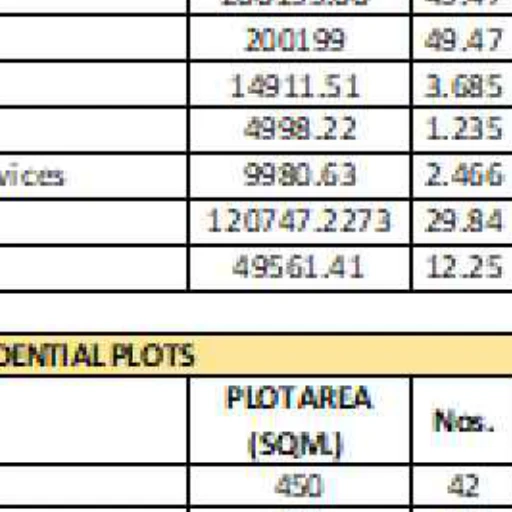 200199 49.47
14911.51 3.685
4998.22 1.235
vices 9980.63 2.466
120747.2273 29.84
49561.41 12.25
DENTIAL PLOTS
PLOT AREA
(SQM.) Nos.
450 42